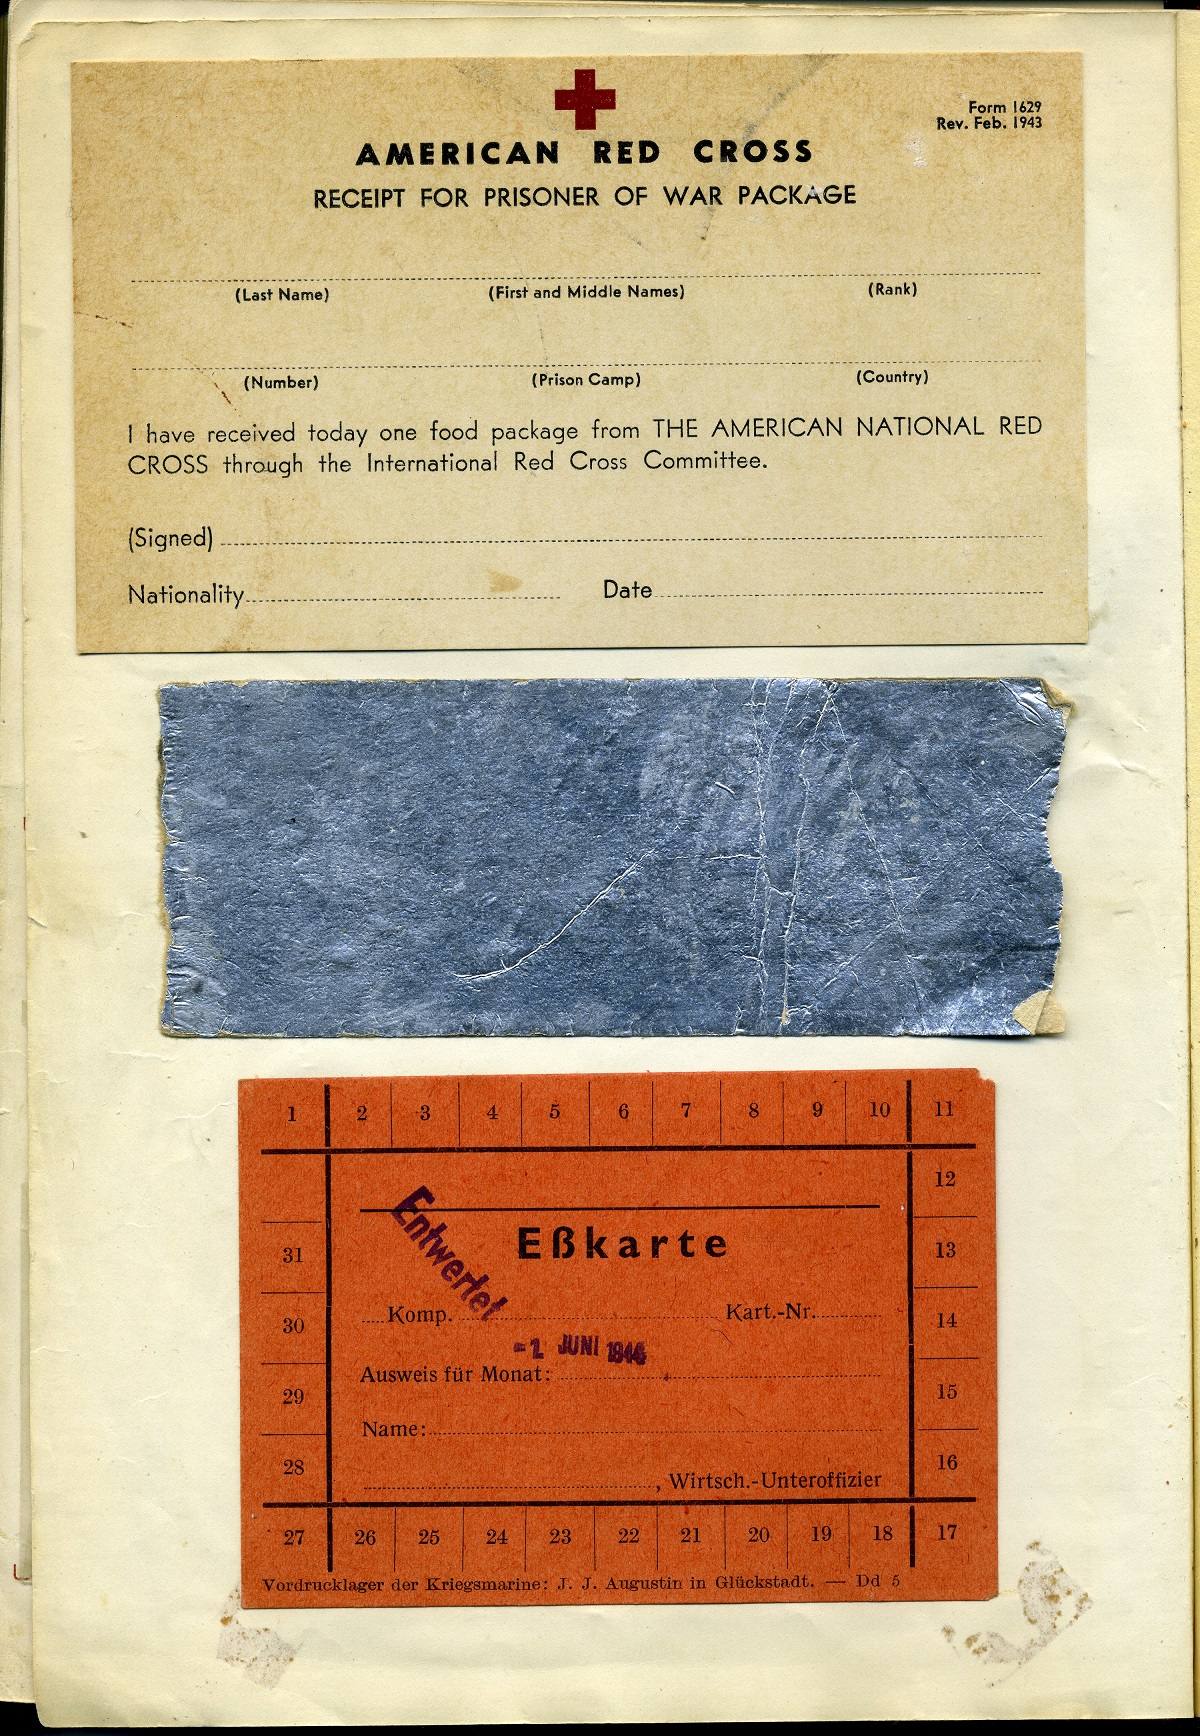 Form 1629
Rev. Feb. 1943
AMERICAN RED CROSS
RECEIPT FOR PRISONER OF WAR PACKAGE
(Last Name) (First and Middle Names) (Rank)
(Number) (Prison Camp) (Country)
I have received today one food package from THE AMERICAN NATIONAL RED
CROSS through the International Red Cross Committee.
(Signed)
Nationality Date
1 2 3 4 5 6 7 8 9 10 11
12
31 13
30 14
29 15
28 16
Eßkarte
Entwertet
Komp. Kart.-Nr.
-1. JUNI 1946
Ausweis für Monat:
Name:
, Wirtsch.-Unteroffizier
27 26 25 24 23 22 21 20 19 18 17
Vordrucklager der Kriegsmarine: J. J. Augustin in Glückstadt. — Dd 5